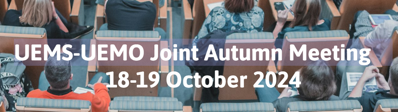 UEMS-UEMO Joint Autumn Meeting
18-19 October 2024